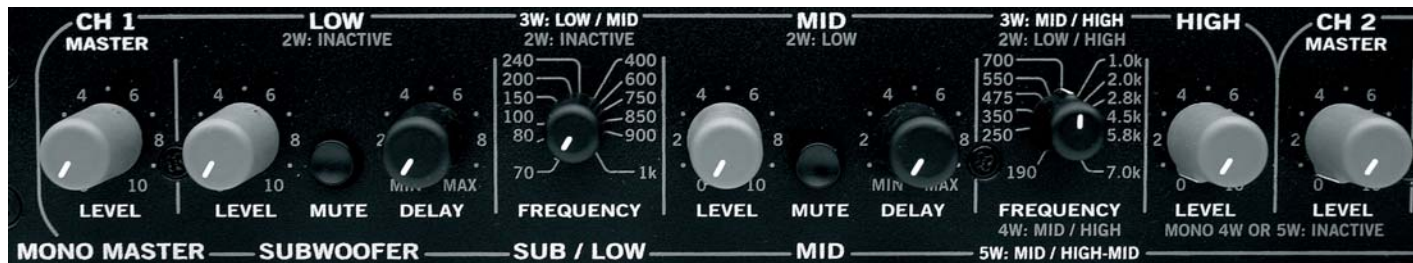 CH 1
LOW
3W: LOW / MID
MID
3W: MID / HIGH
HIGH
CH 2
MASTER
2W: INACTIVE
2W: INACTIVE
2W: LOW
2W: LOW / HIGH
MASTER
4 6
8
10
LEVEL
4 6
8
10
LEVEL
MUTE
4 6
2 8
MIN MAX
DELAY
240 400
200 600
150 750
100 850
80 900
70 1k
FREQUENCY
4 6
2 8
0 10
LEVEL
MUTE
4 6
2 8
MIN MAX
DELAY
700 1.0k
550 2.0k
475 2.8k
350 4.5k
250 5.8k
190 7.0k
FREQUENCY
4W: MID / HIGH
4 6
2 8
0 10
LEVEL
4 6
2
0 10
LEVEL
MONO 4W OR 5W: INACTIVE
MONO MASTER
SUBWOOFER
SUB / LOW
MID
5W: MID / HIGH-MID